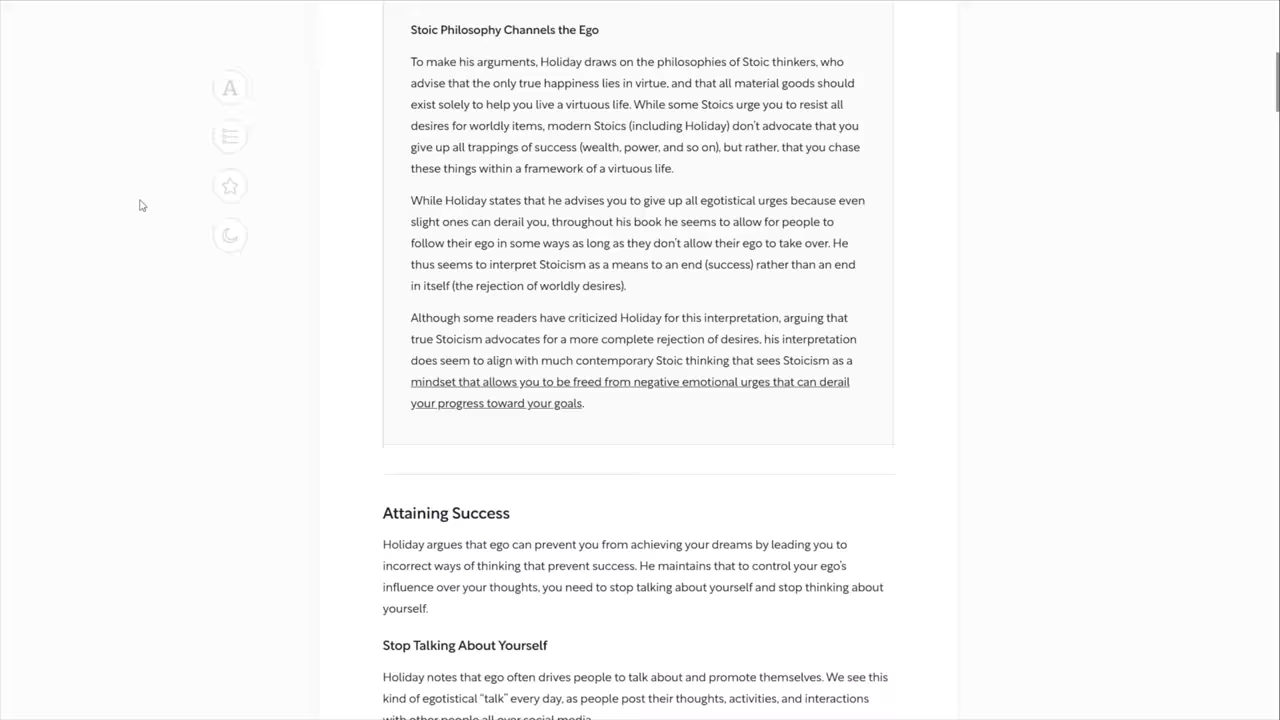 Stoic Philosophy Channels the Ego
To make his arguments, Holiday draws on the philosophies of Stoic thinkers, who
advise that the only true happiness lies in virtue, and that all material goods should
exist solely to help you live a virtuous life. While some Stoics urge you to resist all
desires for worldly items, modern Stoics (including Holiday) don't advocate that you
give up all trappings of success (wealth, power, and so on), but rather, that you chase
these things within a framework of a virtuous life.
While Holiday states that he advises you to give up all egotistical urges because even
slight ones can derail you, throughout his book he seems to allow for people to
follow their ego in some ways as long as they don't allow their ego to take over. He
thus seems to interpret Stoicism as a means to an end (success) rather than an end
in itself (the rejection of worldly desires).
Although some readers have criticized Holiday for this interpretation, arguing that
true Stoicism advocates for a more complete rejection of desires, his interpretation
does seem to align with much contemporary Stoic thinking that sees Stoicism as a
mindset that allows you to be freed from negative emotional urges that can derail
your progress toward your goals.
Attaining Success
Holiday argues that ego can prevent you from achieving your dreams by leading you to
incorrect ways of thinking that prevent success. He maintains that to control your ego's
influence over your thoughts, you need to stop talking about yourself and stop thinking about
yourself.
Stop Talking About Yourself
Holiday notes that ego often drives people to talk about and promote themselves. We see this
kind of egotistical “talk” every day, as people post their thoughts, activities, and interactions
with other people all over social media.
A